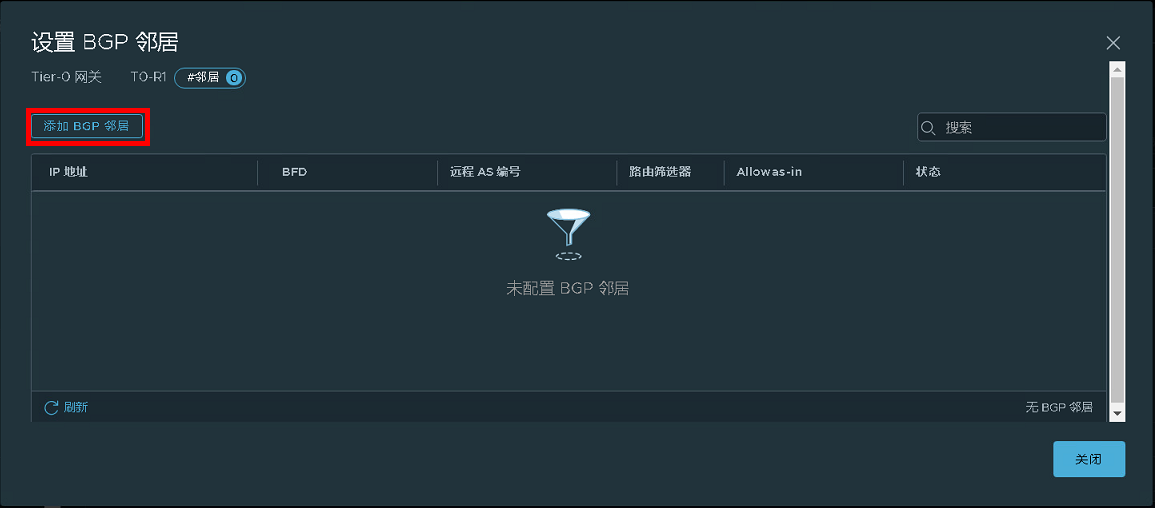 设置 BGP 邻居
Tier-0 网关 T0-R1 #邻居 0
添加 BGP 邻居
搜索
IP 地址 BFD 远程 AS 编号 路由筛选器 Allowas-in 状态
未配置 BGP 邻居
刷新 无 BGP 邻居
关闭